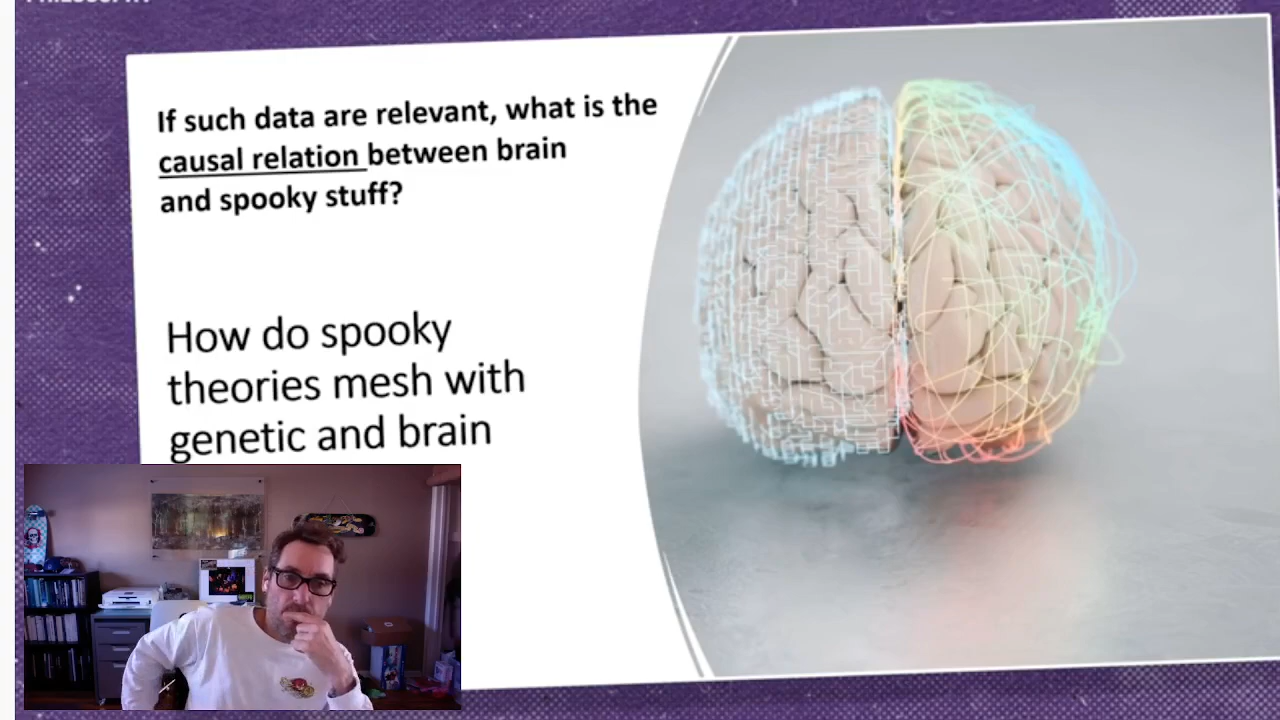 PHILOSOPHY
If such data are relevant, what is the
causal relation between brain
and spooky stuff?
How do spooky
theories mesh with
genetic and brain